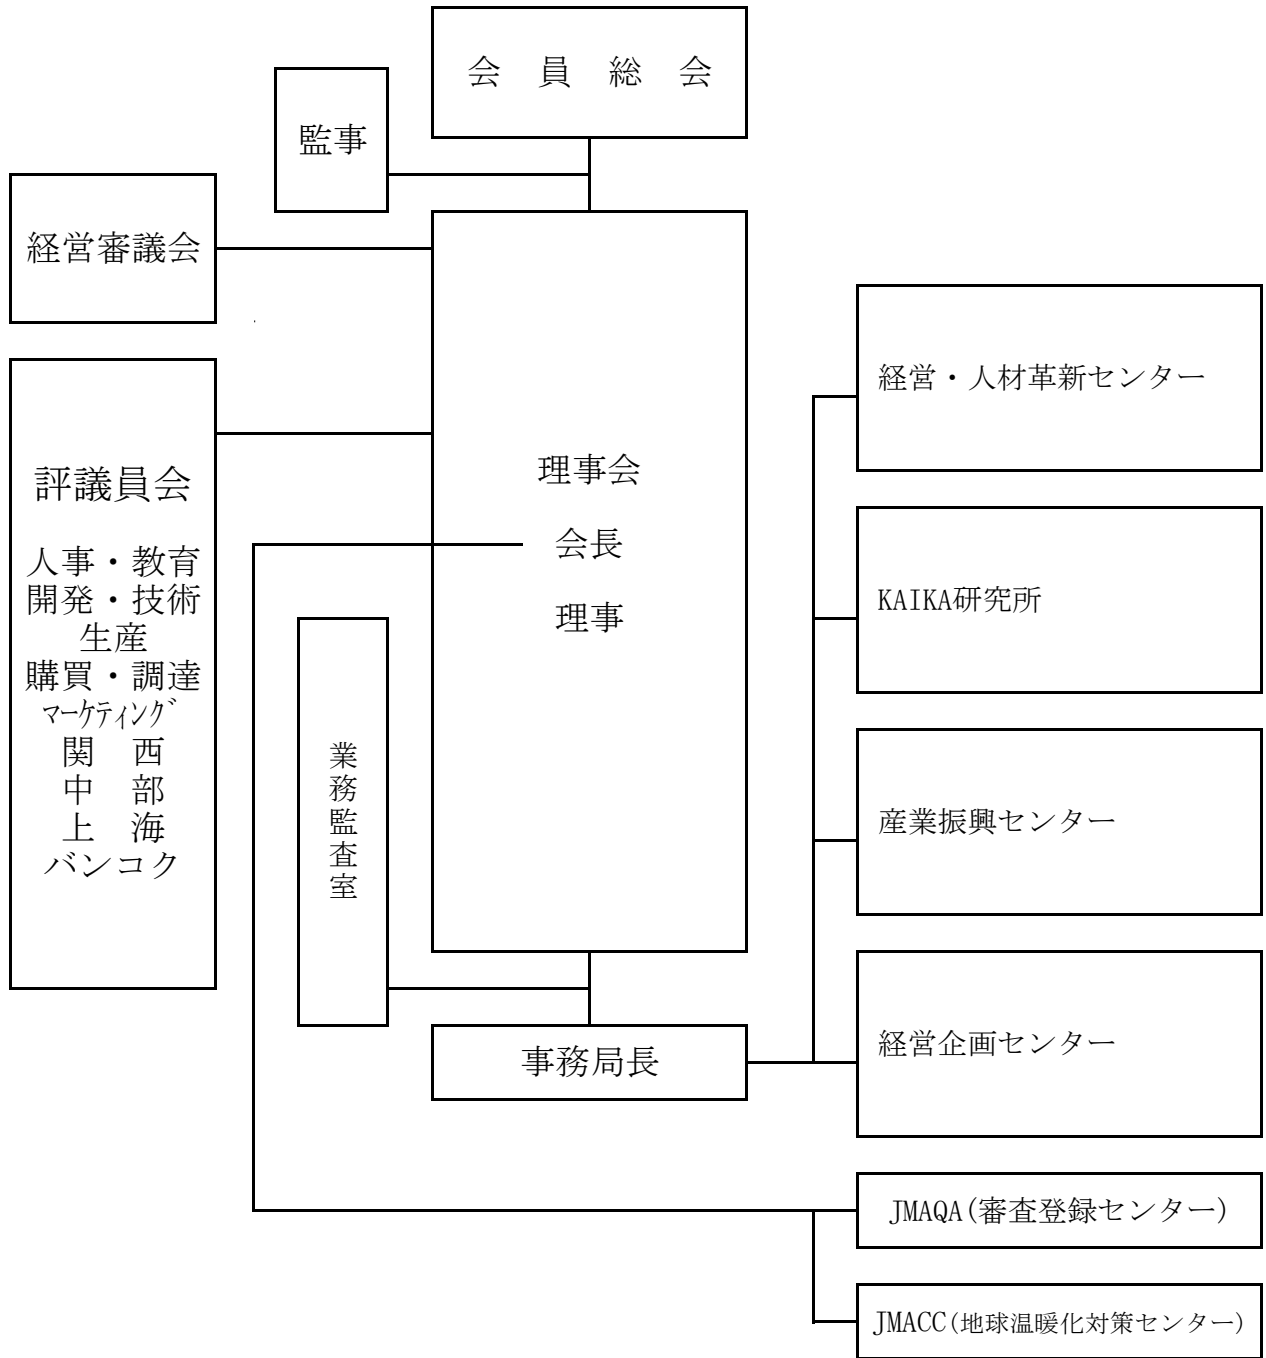 会　員　総　会
監事
経営審議会
評議員会
人事・教育
開発・技術
生産
購買・調達
ﾏｰｹﾃｨﾝｸﾞ
関　西
中　部
上　海
バンコク
理事会
会長
理事
業務監査室
事務局長
経営・人材革新センター
KAIKA研究所
産業振興センター
経営企画センター
JMAQA(審査登録センター)
JMACC(地球温暖化対策センター)